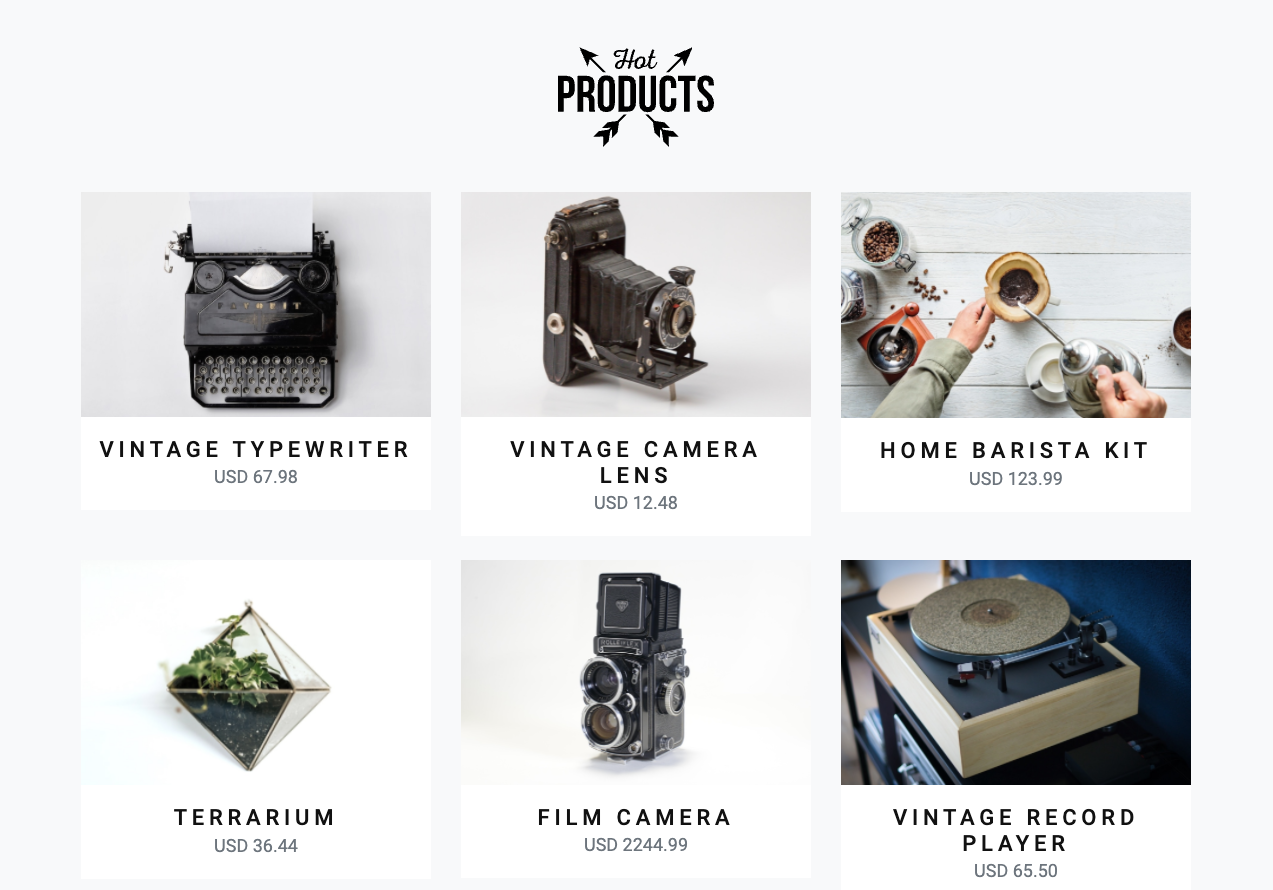 Hot
PRODUCTS
VINTAGE TYPEWRITER
USD 67.98
VINTAGE CAMERA
LENS
USD 12.48
HOME BARISTA KIT
USD 123.99
TERRARIUM
USD 36.44
FILM CAMERA
USD 2244.99
VINTAGE RECORD
PLAYER
USD 65.50